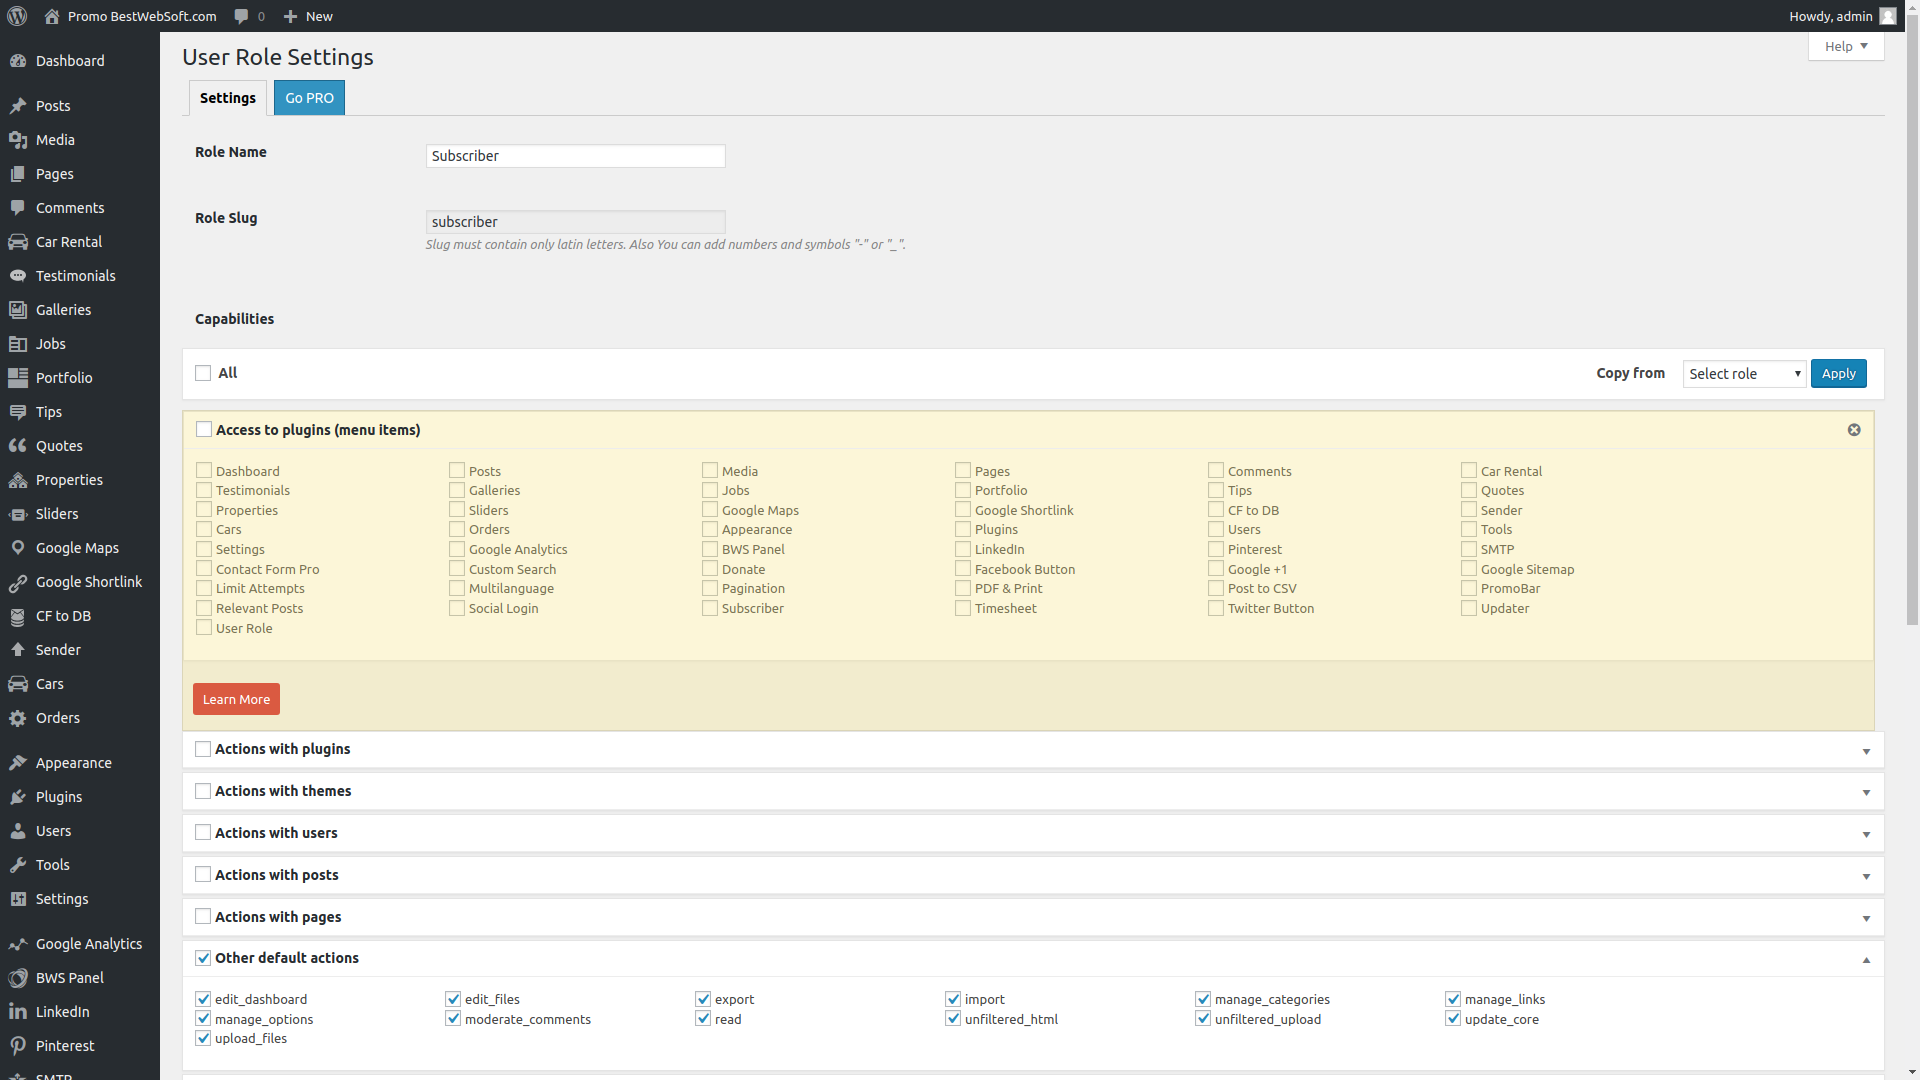 Promo BestWebSoft.com 0 New Howdy, admin
Dashboard
Posts
Media
Pages
Comments
Car Rental
Testimonials
Galleries
Jobs
Portfolio
Tips
Quotes
Properties
Sliders
Google Maps
Google Shortlink
CF to DB
Sender
Cars
Orders
Appearance
Plugins
Users
Tools
Settings
Google Analytics
BWS Panel
LinkedIn
Pinterest
SMTP
User Role Settings
Help
Settings Go PRO
Role Name Subscriber
Role Slug subscriber
Slug must contain only latin letters. Also You can add numbers and symbols "-" or "_".
Capabilities
All Copy from Select role Apply
Access to plugins (menu items)
Dashboard Posts Media Pages Comments Car Rental
Testimonials Galleries Jobs Portfolio Tips Quotes
Properties Sliders Google Maps Google Shortlink CF to DB Sender
Cars Orders Appearance Plugins Users Tools
Settings Google Analytics BWS Panel LinkedIn Pinterest SMTP
Contact Form Pro Custom Search Donate Facebook Button Google +1 Google Sitemap
Limit Attempts Multilanguage Pagination PDF & Print Post to CSV PromoBar
Relevant Posts Social Login Subscriber Timesheet Twitter Button Updater
User Role
Learn More
Actions with plugins
Actions with themes
Actions with users
Actions with posts
Actions with pages
Other default actions
edit_dashboard edit_files export import manage_categories manage_links
manage_options moderate_comments read unfiltered_html unfiltered_upload update_core
upload_files